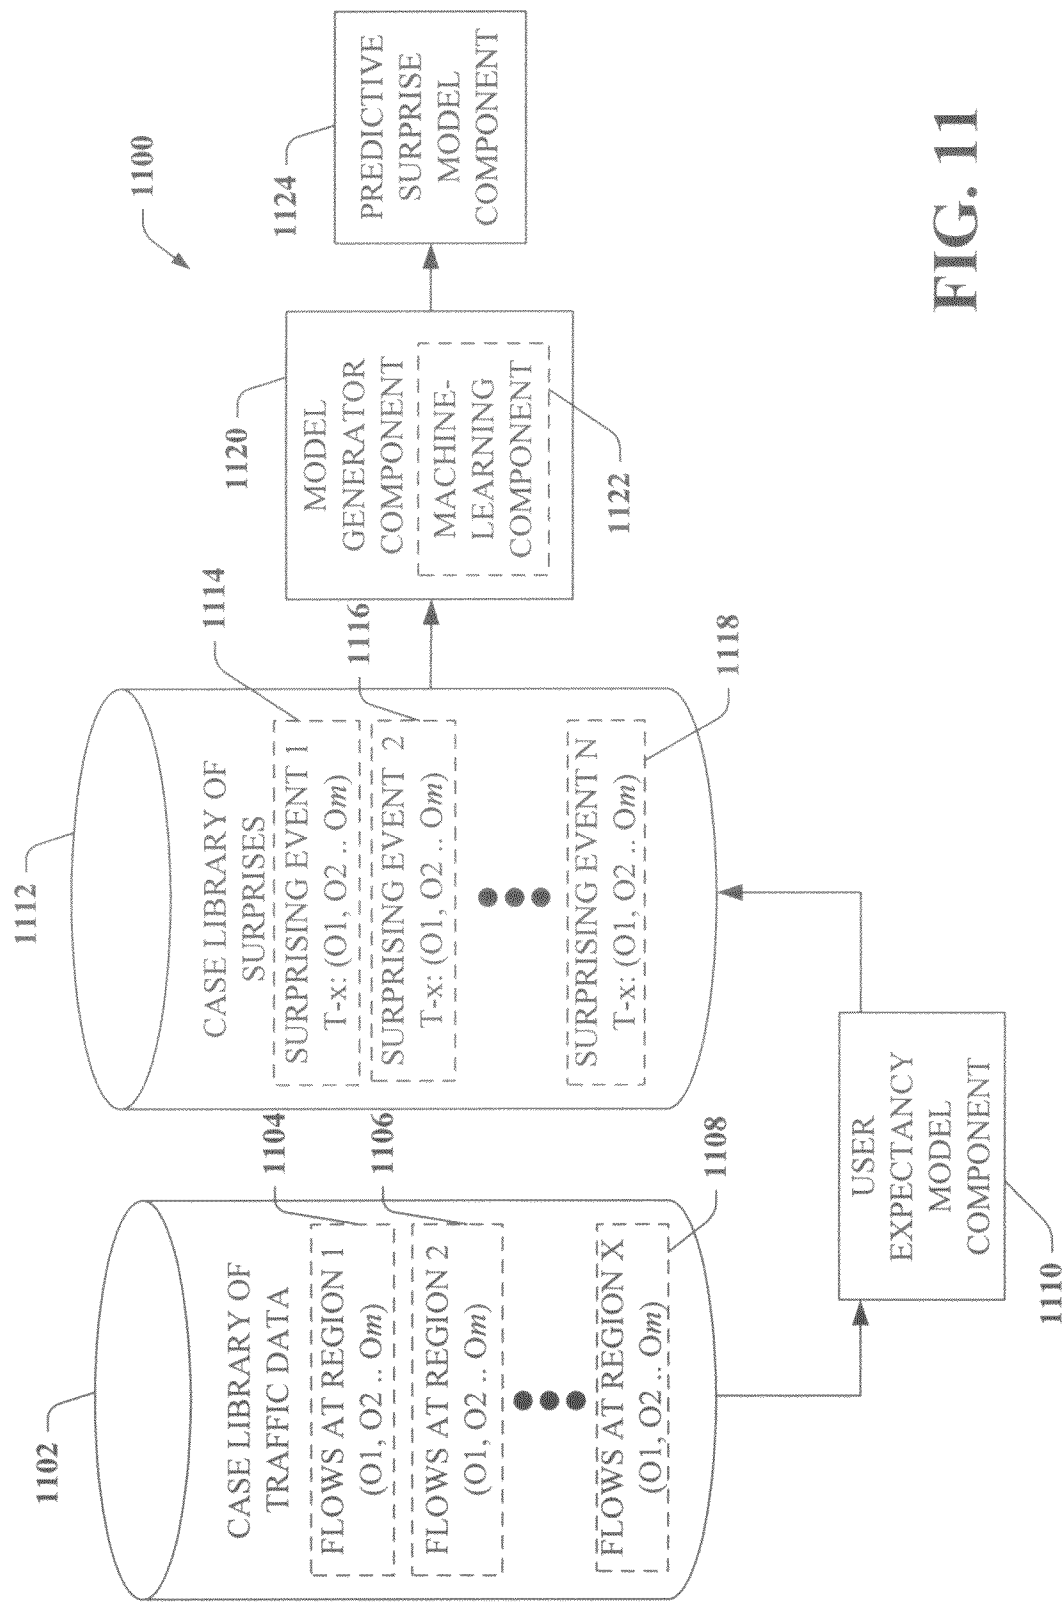 1100
1102
CASE LIBRARY OF
TRAFFIC DATA
1104
FLOWS AT REGION 1
(O1, O2 .. Om)
1106
FLOWS AT REGION 2
(O1, O2 .. Om)
1108
FLOWS AT REGION X
(O1, O2 .. Om)
1110
USER
EXPECTANCY
MODEL
COMPONENT
1112
CASE LIBRARY OF
SURPRISES
1114
SURPRISING EVENT 1
T-x: (O1, O2 .. Om)
1116
SURPRISING EVENT 2
T-x: (O1, O2 .. Om)
1118
SURPRISING EVENT N
T-x: (O1, O2 .. Om)
1120
MODEL
GENERATOR
COMPONENT
MACHINE-
LEARNING
COMPONENT
1122
1124
PREDICTIVE
SURPRISE
MODEL
COMPONENT
FIG. 11